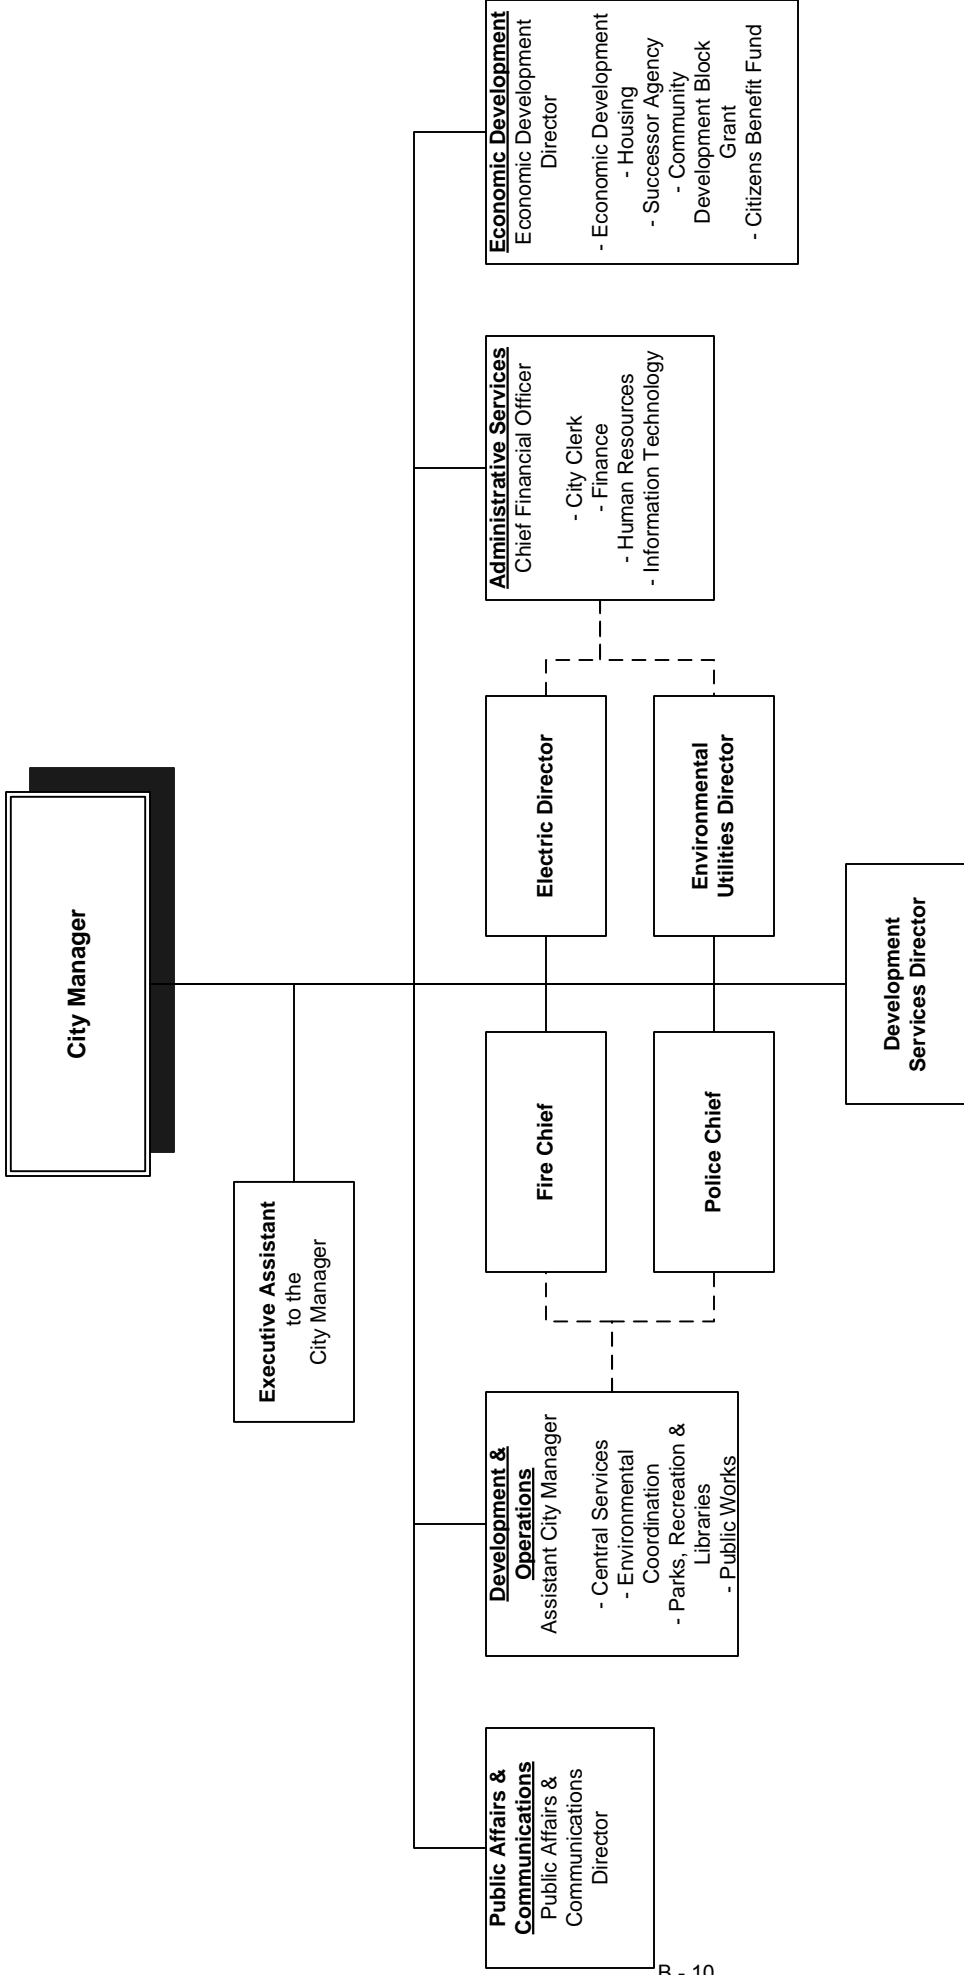 City Manager
Executive Assistant
to the
City Manager
Public Affairs &
Communications
Public Affairs &
Communications
Director
Development &
Operations
Assistant City Manager
- Central Services
- Environmental
Coordination
- Parks, Recreation &
Libraries
- Public Works
Fire Chief
Police Chief
Electric Director
Environmental
Utilities Director
Administrative Services
Chief Financial Officer
- City Clerk
- Finance
- Human Resources
- Information Technology
Economic Development
Economic Development
Director
- Economic Development
- Housing
- Successor Agency
- Community
Development Block
Grant
- Citizens Benefit Fund
Development
Services Director
B - 10